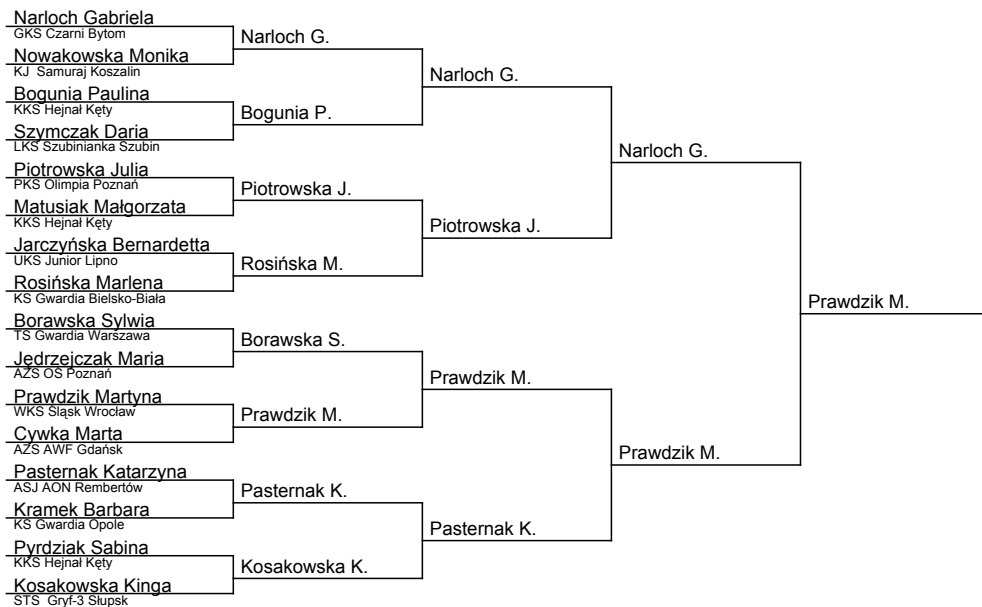 Narloch Gabriela
GKS Czarni Bytom
Nowakowska Monika
KJ Samuraj Koszalin
Bogunia Paulina
KKS Hejnał Kęty
Szymczak Daria
LKS Szubinianka Szubin
Piotrowska Julia
PKS Olimpia Poznań
Matusiak Małgorzata
KKS Hejnał Kęty
Jarczyńska Bernardetta
UKS Junior Lipno
Rosińska Marlena
KS Gwardia Bielsko-Biała
Borawska Sylwia
TS Gwardia Warszawa
Jędrzejczak Maria
AZS OŚ Poznań
Prawdzik Martyna
WKS Śląsk Wrocław
Cywka Marta
AZS AWF Gdańsk
Pasternak Katarzyna
ASJ AON Rembertów
Kramek Barbara
KS Gwardia Opole
Pyrdziak Sabina
KKS Hejnał Kęty
Kosakowska Kinga
STS Gryf-3 Słupsk
Narloch G.
Bogunia P.
Piotrowska J.
Rosińska M.
Borawska S.
Prawdzik M.
Pasternak K.
Kosakowska K.
Narloch G.
Piotrowska J.
Prawdzik M.
Pasternak K.
Narloch G.
Prawdzik M.
Prawdzik M.